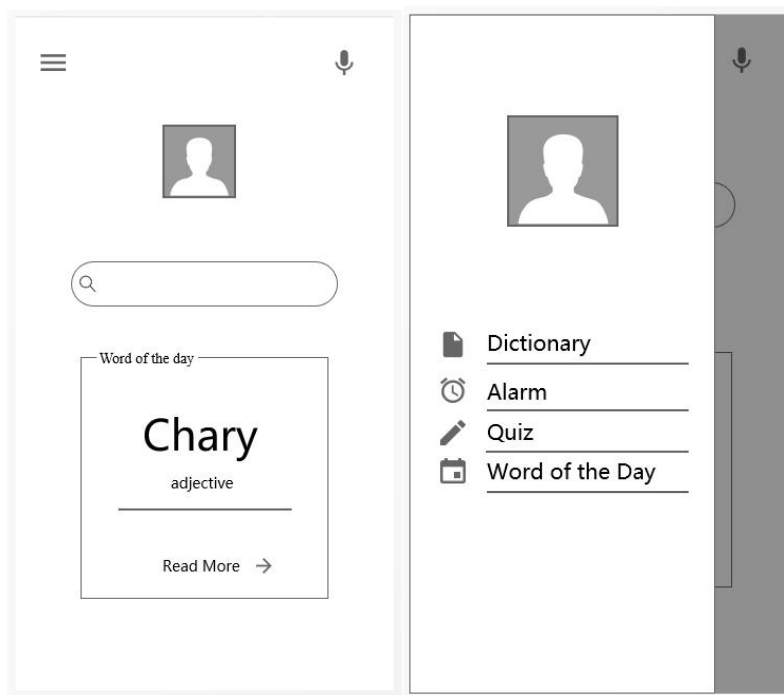 Word of the day
Chary
adjective
Read More
Dictionary
Alarm
Quiz
Word of the Day